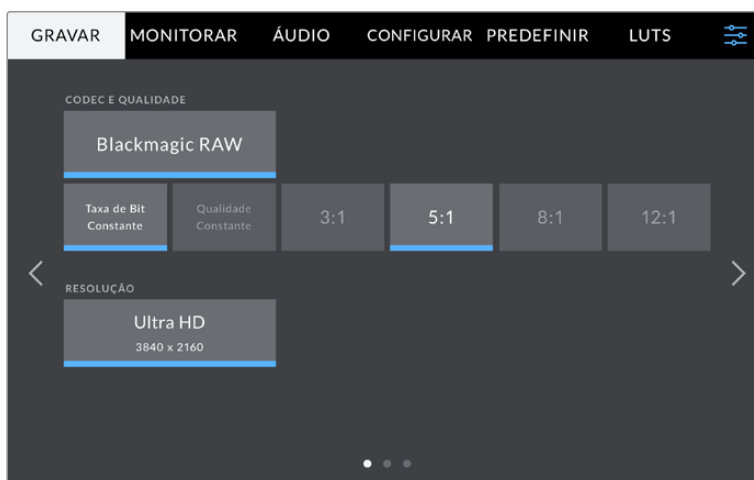 GRAVAR MONITORAR ÁUDIO CONFIGURAR PREDEFINIR LUTS
CODEC E QUALIDADE
Blackmagic RAW
Taxa de Bit
Constante
Qualidade
Constante
3:1 5:1 8:1 12:1
RESOLUÇÃO
Ultra HD
3840 x 2160